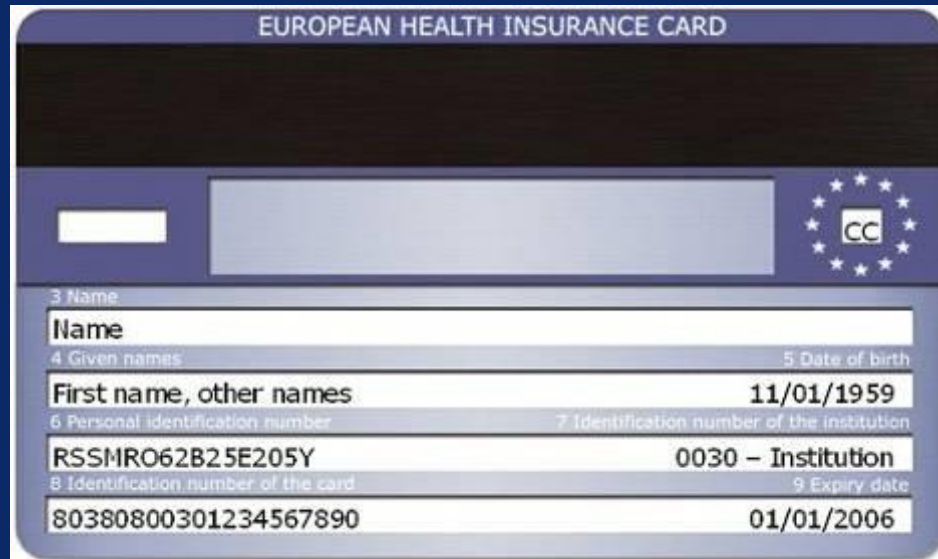 EUROPEAN HEALTH INSURANCE CARD
CC
3 Name
Name
4 Given names 5 Date of birth
First name, other names 11/01/1959
6 Personal identification number 7 Identification number of the institution
RSSMRO62B25E205Y 0030 – Institution
8 Identification number of the card 9 Expiry date
80380800301234567890 01/01/2006